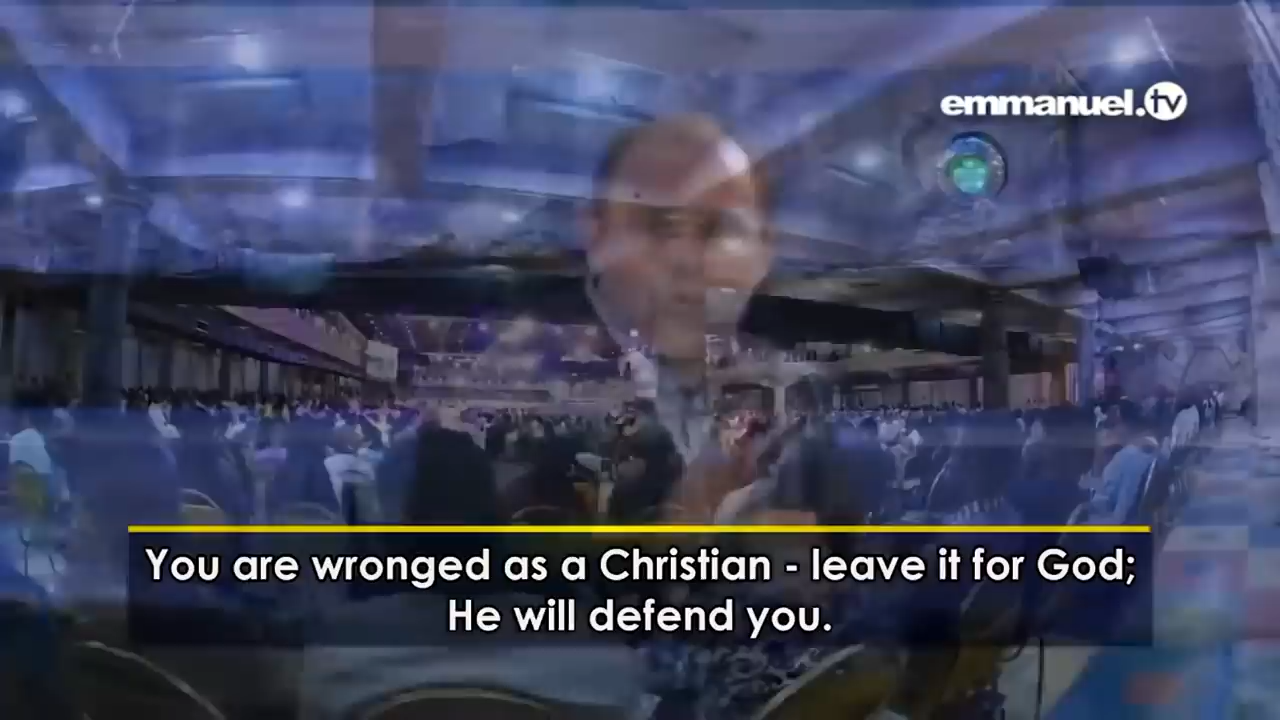 emmanuel.tv
You are wronged as a Christian - leave it for God;
He will defend you.